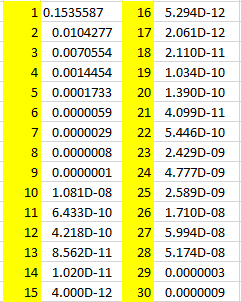 1 0.1535587 16 5.294D-12
2 0.0104277 17 2.061D-12
3 0.0070554 18 2.110D-11
4 0.0014454 19 1.034D-10
5 0.0001733 20 1.390D-10
6 0.0000059 21 4.099D-11
7 0.0000029 22 5.446D-10
8 0.0000008 23 2.429D-09
9 0.0000001 24 4.777D-09
10 1.081D-08 25 2.589D-09
11 6.433D-10 26 1.710D-08
12 4.218D-10 27 5.994D-08
13 8.562D-11 28 5.174D-08
14 1.020D-11 29 0.0000003
15 4.000D-12 30 0.0000009